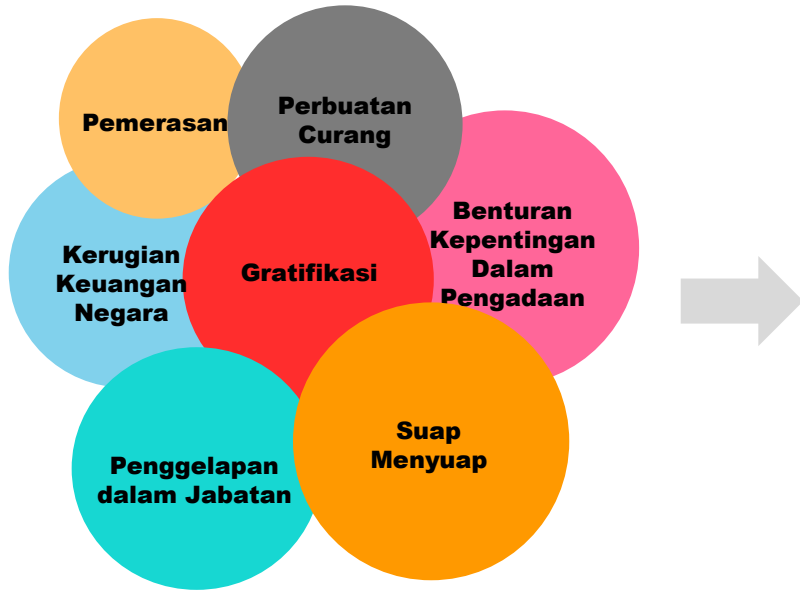 Pemerasan
Perbuatan
Curang
Benturan
Kepentingan
Dalam
Pengadaan
Kerugian
Keuangan
Negara
Gratifikasi
Suap
Menyuap
Penggelapan
dalam Jabatan